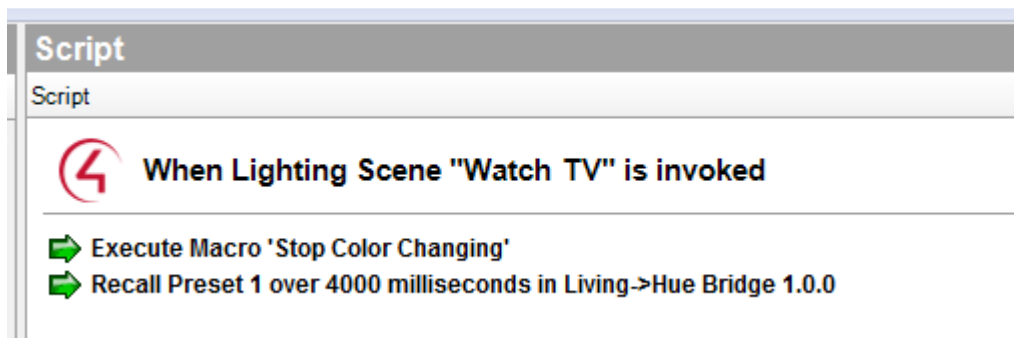 Script
Script
When Lighting Scene "Watch TV" is invoked
Execute Macro 'Stop Color Changing'
Recall Preset 1 over 4000 milliseconds in Living->Hue Bridge 1.0.0